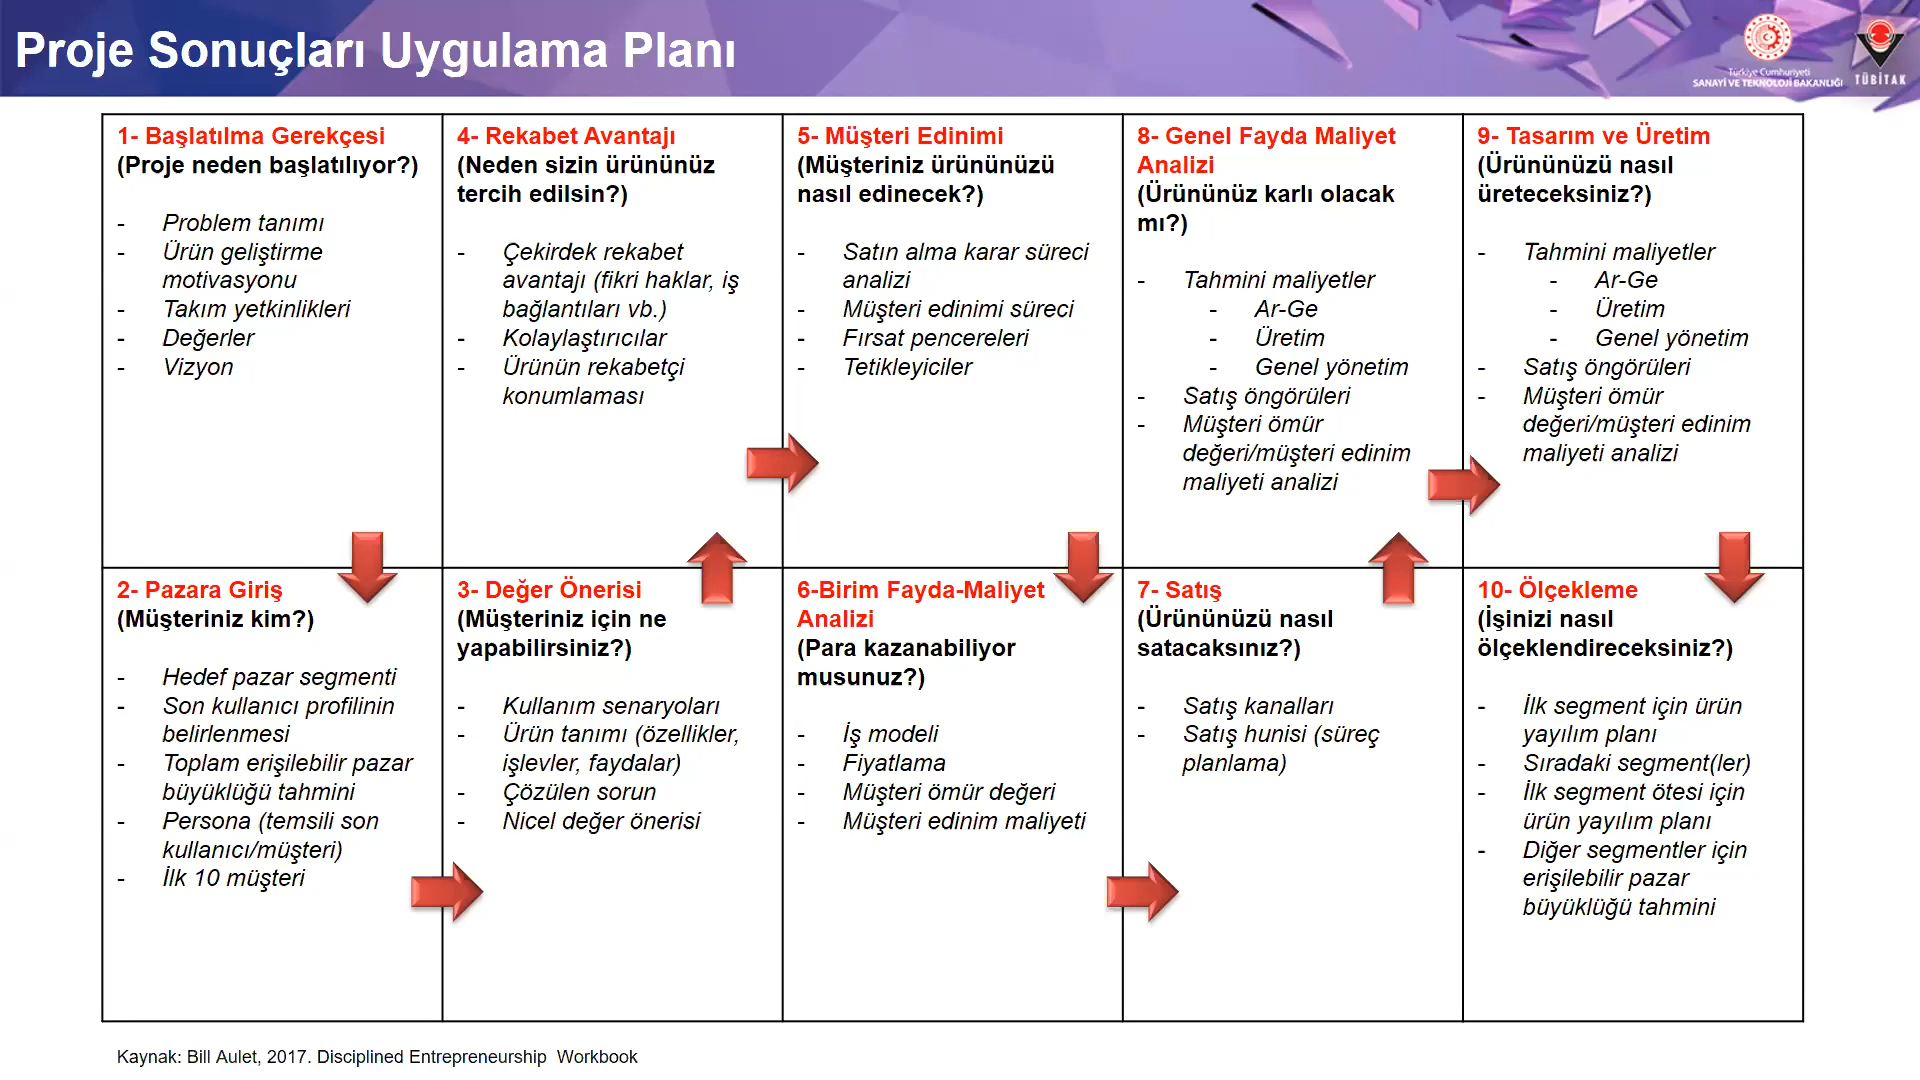 Proje Sonuçları Uygulama Planı
Türkiye Cumhuriyeti
SANAYİ VE TEKNOLOJİ BAKANLIĞI
TÜBİTAK
1- Başlatılma Gerekçesi
(Proje neden başlatılıyor?)
- Problem tanımı
- Ürün geliştirme
motivasyonu
- Takım yetkinlikleri
- Değerler
- Vizyon
2- Pazara Giriş
(Müşteriniz kim?)
- Hedef pazar segmenti
- Son kullanıcı profilinin
belirlenmesi
- Toplam erişilebilir pazar
büyüklüğü tahmini
- Persona (temsili son
kullanıcı/müşteri)
- İlk 10 müşteri
3- Değer Önerisi
(Müşteriniz için ne
yapabilirsiniz?)
- Kullanım senaryoları
- Ürün tanımı (özellikler,
işlevler, faydalar)
- Çözülen sorun
- Nicel değer önerisi
4- Rekabet Avantajı
(Neden sizin ürününüz
tercih edilsin?)
- Çekirdek rekabet
avantajı (fikri haklar, iş
bağlantıları vb.)
- Kolaylaştırıcılar
- Ürünün rekabetçi
konumlaması
5- Müşteri Edinimi
(Müşteriniz ürününüzü
nasıl edinecek?)
- Satın alma karar süreci
analizi
- Müşteri edinimi süreci
- Fırsat pencereleri
- Tetikleyiciler
6-Birim Fayda-Maliyet
Analizi
(Para kazanabiliyor
musunuz?)
- İş modeli
- Fiyatlama
- Müşteri ömür değeri
- Müşteri edinim maliyeti
7- Satış
(Ürününüzü nasıl
satacaksınız?)
- Satış kanalları
- Satış hunisi (süreç
planlama)
8- Genel Fayda Maliyet
Analizi
(Ürününüz karlı olacak
mı?)
- Tahmini maliyetler
- Ar-Ge
- Üretim
- Genel yönetim
- Satış öngörüleri
- Müşteri ömür
değeri/müşteri edinim
maliyeti analizi
9- Tasarım ve Üretim
(Ürününüzü nasıl
üreteceksiniz?)
- Tahmini maliyetler
- Ar-Ge
- Üretim
- Genel yönetim
- Satış öngörüleri
- Müşteri ömür
değeri/müşteri edinim
maliyeti analizi
10- Ölçekleme
(İşinizi nasıl
ölçeklendireceksiniz?)
- İlk segment için ürün
yayılım planı
- Sıradaki segment(ler)
- İlk segment ötesi için
ürün yayılım planı
- Diğer segmentler için
erişilebilir pazar
büyüklüğü tahmini
Kaynak: Bill Aulet, 2017. Disciplined Entrepreneurship Workbook